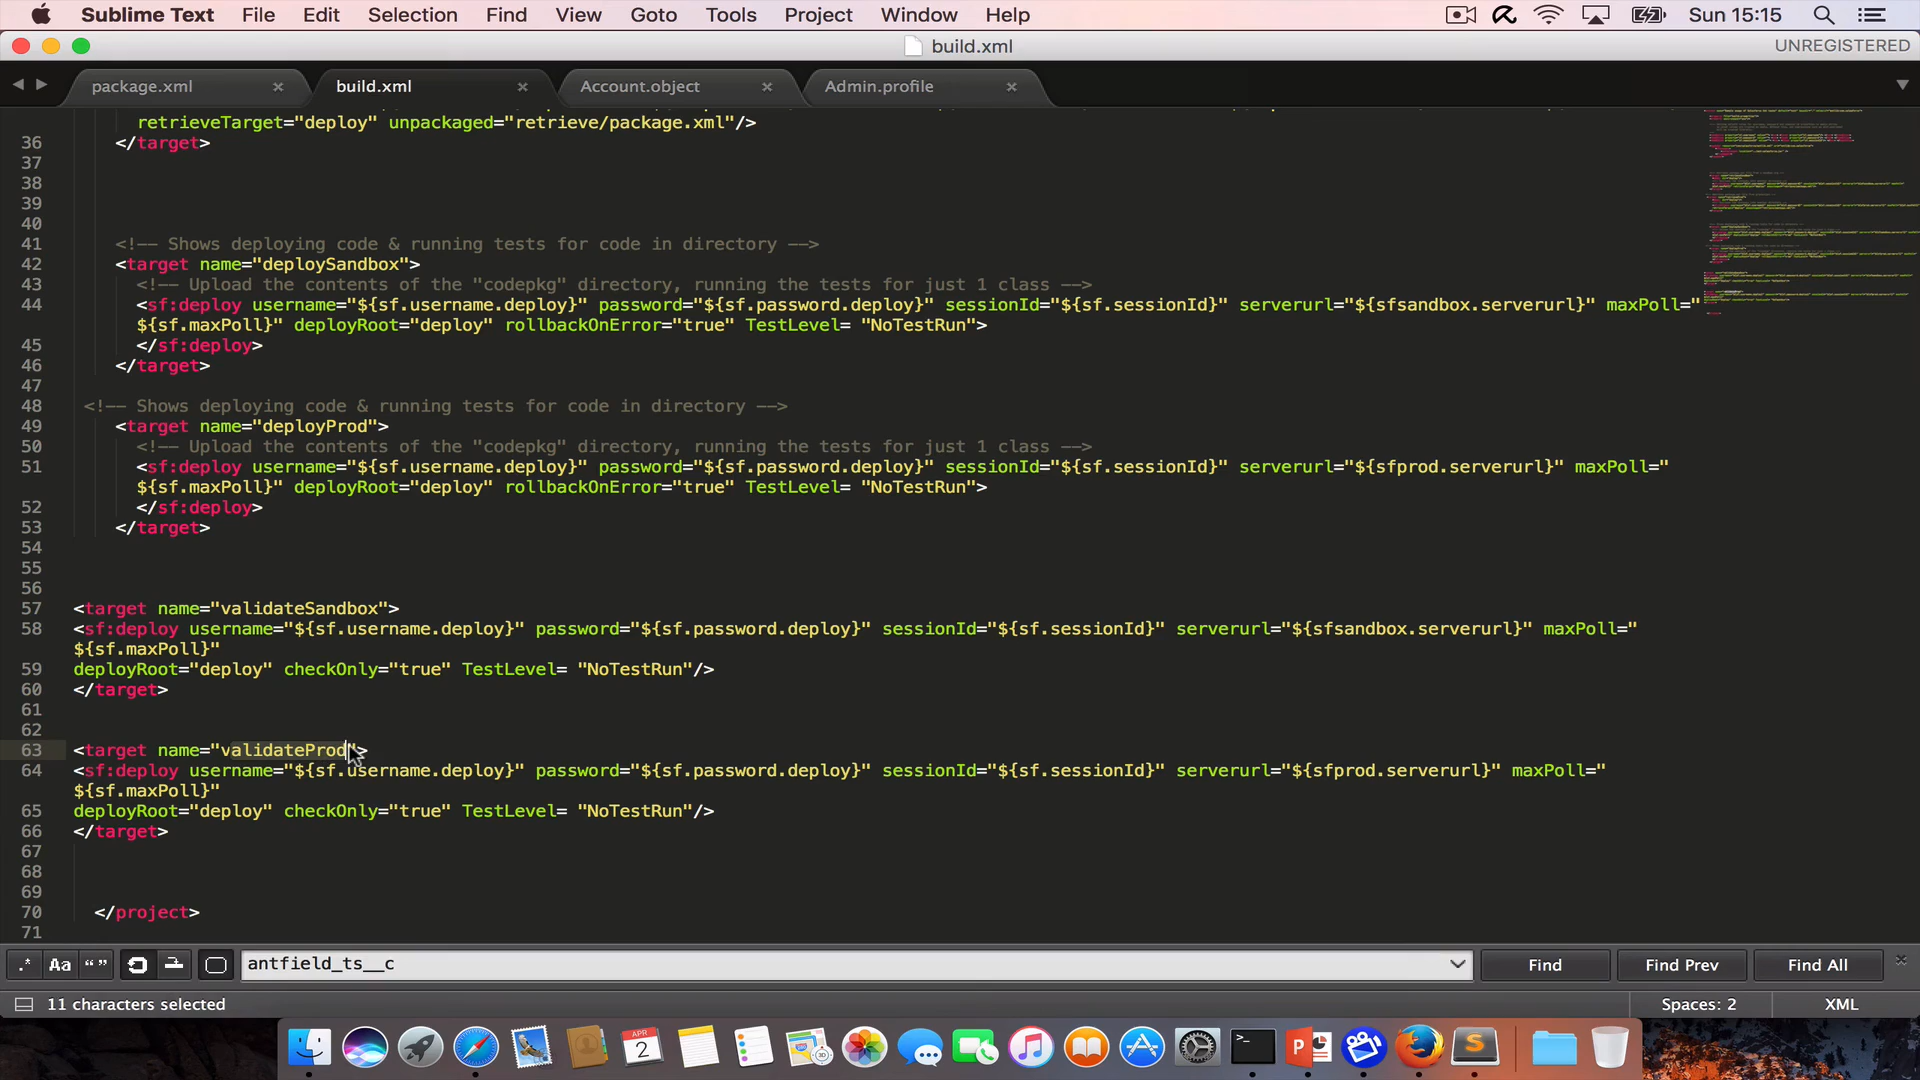 Sublime Text File Edit Selection Find View Goto Tools Project Window Help Sun 15:15
build.xml UNREGISTERED
package.xml build.xml Account.object Admin.profile
retrieveTarget="deploy" unpackaged="retrieve/package.xml"/>
36 </target>
37
38
39
40
41 <!-- Shows deploying code & running tests for code in directory -->
42 <target name="deploySandbox">
43 <!-- Upload the contents of the "codepkg" directory, running the tests for just 1 class -->
44 <sf:deploy username="${sf.username.deploy}" password="${sf.password.deploy}" sessionId="${sf.sessionId}" serverurl="${sfsandbox.serverurl}" maxPoll="
${sf.maxPoll}" deployRoot="deploy" rollbackOnError="true" TestLevel= "NoTestRun">
45 </sf:deploy>
46 </target>
47
48 <!-- Shows deploying code & running tests for code in directory -->
49 <target name="deployProd">
50 <!-- Upload the contents of the "codepkg" directory, running the tests for just 1 class -->
51 <sf:deploy username="${sf.username.deploy}" password="${sf.password.deploy}" sessionId="${sf.sessionId}" serverurl="${sfprod.serverurl}" maxPoll="
${sf.maxPoll}" deployRoot="deploy" rollbackOnError="true" TestLevel= "NoTestRun">
52 </sf:deploy>
53 </target>
54
55
56
57 <target name="validateSandbox">
58 <sf:deploy username="${sf.username.deploy}" password="${sf.password.deploy}" sessionId="${sf.sessionId}" serverurl="${sfsandbox.serverurl}" maxPoll="
${sf.maxPoll}"
59 deployRoot="deploy" checkOnly="true" TestLevel= "NoTestRun"/>
60 </target>
61
62
63 <target name="validateProd">
64 <sf:deploy username="${sf.username.deploy}" password="${sf.password.deploy}" sessionId="${sf.sessionId}" serverurl="${sfprod.serverurl}" maxPoll="
${sf.maxPoll}"
65 deployRoot="deploy" checkOnly="true" TestLevel= "NoTestRun"/>
66 </target>
67
68
69
70 </project>
71
.* Aa “” antfield_ts__c Find Find Prev Find All
11 characters selected Spaces: 2 XML
APR
2